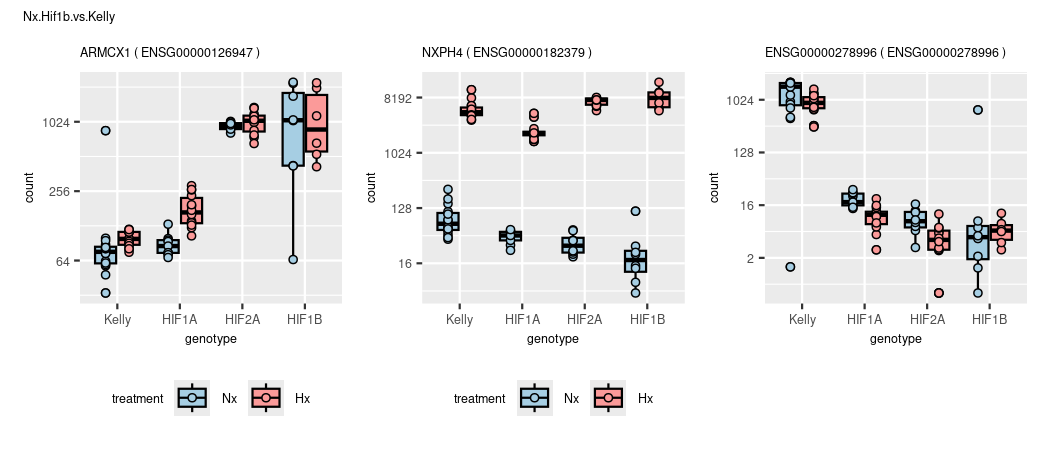 Nx.Hif1b.vs.Kelly
ARMCX1 ( ENSG00000126947 )
count
1024
256
64
Kelly HIF1A HIF2A HIF1B
genotype
treatment Nx Hx
NXPH4 ( ENSG00000182379 )
count
8192
1024
128
16
Kelly HIF1A HIF2A HIF1B
genotype
treatment Nx Hx
ENSG00000278996 ( ENSG00000278996 )
count
1024
128
16
2
Kelly HIF1A HIF2A HIF1B
genotype